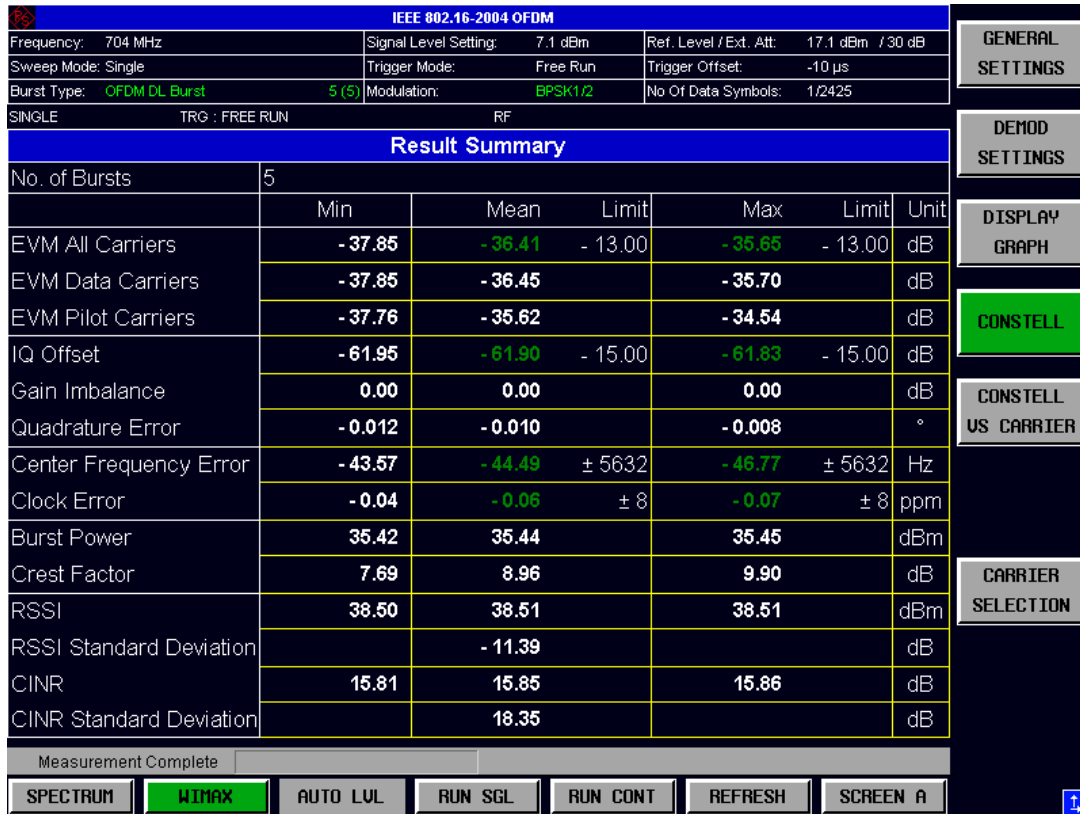 IEEE 802.16-2004 OFDM
Frequency: 704 MHz Signal Level Setting: 7.1 dBm Ref. Level / Ext. Att: 17.1 dBm / 30 dB
Sweep Mode: Single Trigger Mode: Free Run Trigger Offset: -10 µs
Burst Type: OFDM DL Burst 5 (5) Modulation: BPSK1/2 No Of Data Symbols: 1/2425
SINGLE TRG : FREE RUN RF
Result Summary
No. of Bursts 5
Min Mean Limit Max Limit Unit
EVM All Carriers - 37.85 - 36.41 - 13.00 - 35.65 - 13.00 dB
EVM Data Carriers - 37.85 - 36.45 - 35.70 dB
EVM Pilot Carriers - 37.76 - 35.62 - 34.54 dB
IQ Offset - 61.95 - 61.90 - 15.00 - 61.83 - 15.00 dB
Gain Imbalance 0.00 0.00 0.00 dB
Quadrature Error - 0.012 - 0.010 - 0.008 °
Center Frequency Error - 43.57 - 44.49 ± 5632 - 46.77 ± 5632 Hz
Clock Error - 0.04 - 0.06 ± 8 - 0.07 ± 8 ppm
Burst Power 35.42 35.44 35.45 dBm
Crest Factor 7.69 8.96 9.90 dB
RSSI 38.50 38.51 38.51 dBm
RSSI Standard Deviation - 11.39 dB
CINR 15.81 15.85 15.86 dB
CINR Standard Deviation 18.35 dB
Measurement Complete
SPECTRUM WIMAX AUTO LVL RUN SGL RUN CONT REFRESH SCREEN A
GENERAL
SETTINGS
DEMOD
SETTINGS
DISPLAY
GRAPH
CONSTELL
CONSTELL
VS CARRIER
CARRIER
SELECTION